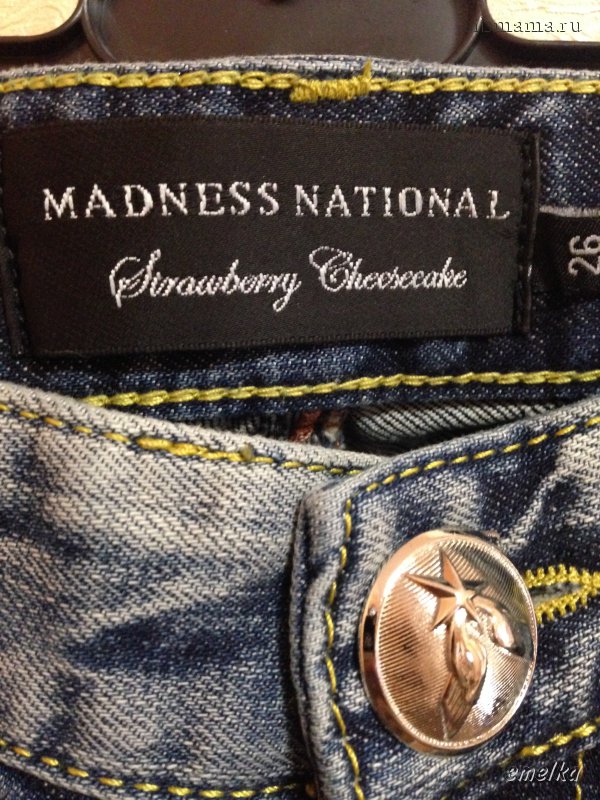 MADNESS NATIONAL
Strawberry Cheesecake
26
emelka